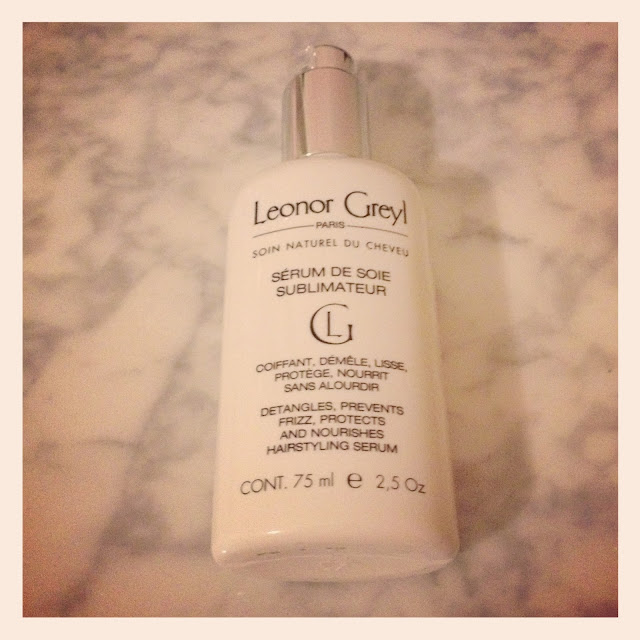 Leonor Greyl
PARIS
SOIN NATUREL DU CHEVEU
SÉRUM DE SOIE
SUBLIMATEUR
LG
COIFFANT, DÉMÊLE, LISSE,
PROTÈGE, NOURRIT
SANS ALOURDIR
DETANGLES, PREVENTS
FRIZZ, PROTECTS
AND NOURISHES
HAIRSTYLING SERUM
CONT. 75 ml e 2,5 Oz